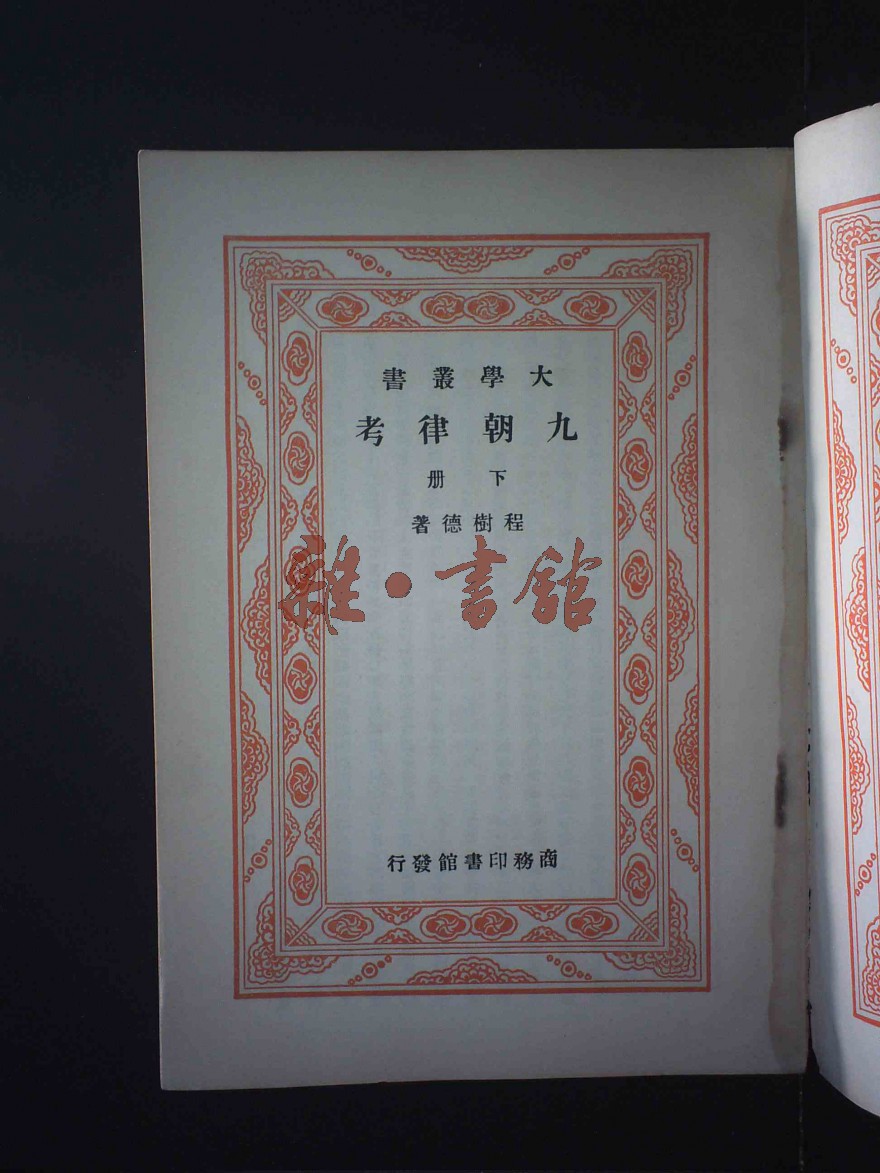 大學叢書
九朝律考
下册
程樹德著
雜·書舘
商務印書館發行